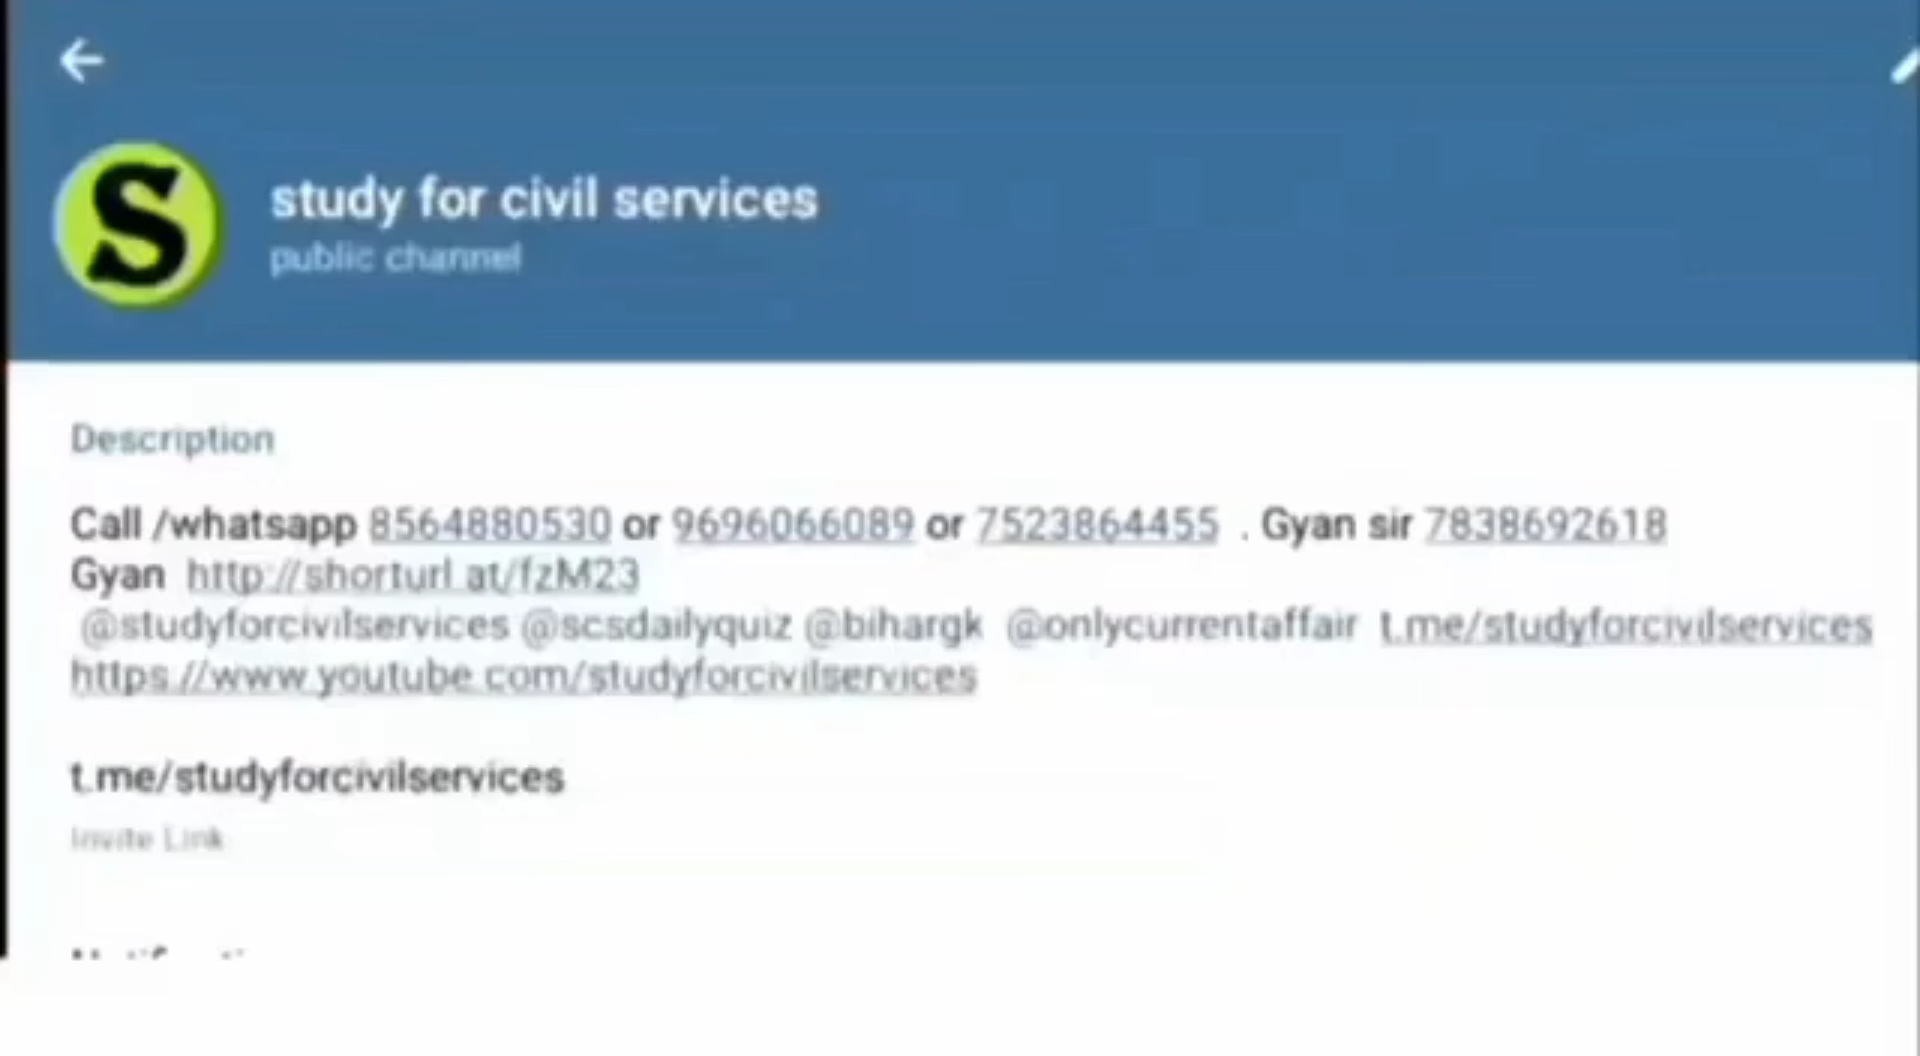 S
study for civil services
public channel
Description
Call /whatsapp 8564880530 or 9696066089 or 7523864455 . Gyan sir 7838692618
Gyan http://shorturl.at/fzM23
@studyforcivilservices @scsdailyquiz @bihargk @onlycurrentaffair t.me/studyforcivilservices
https://www.youtube.com/studyforcivilservices
t.me/studyforcivilservices
Invite Link